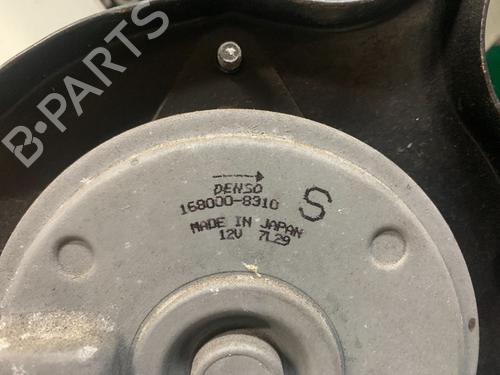 B-PARTS
DENSO
168000-8310
S
MADE IN JAPAN
12V 7L29